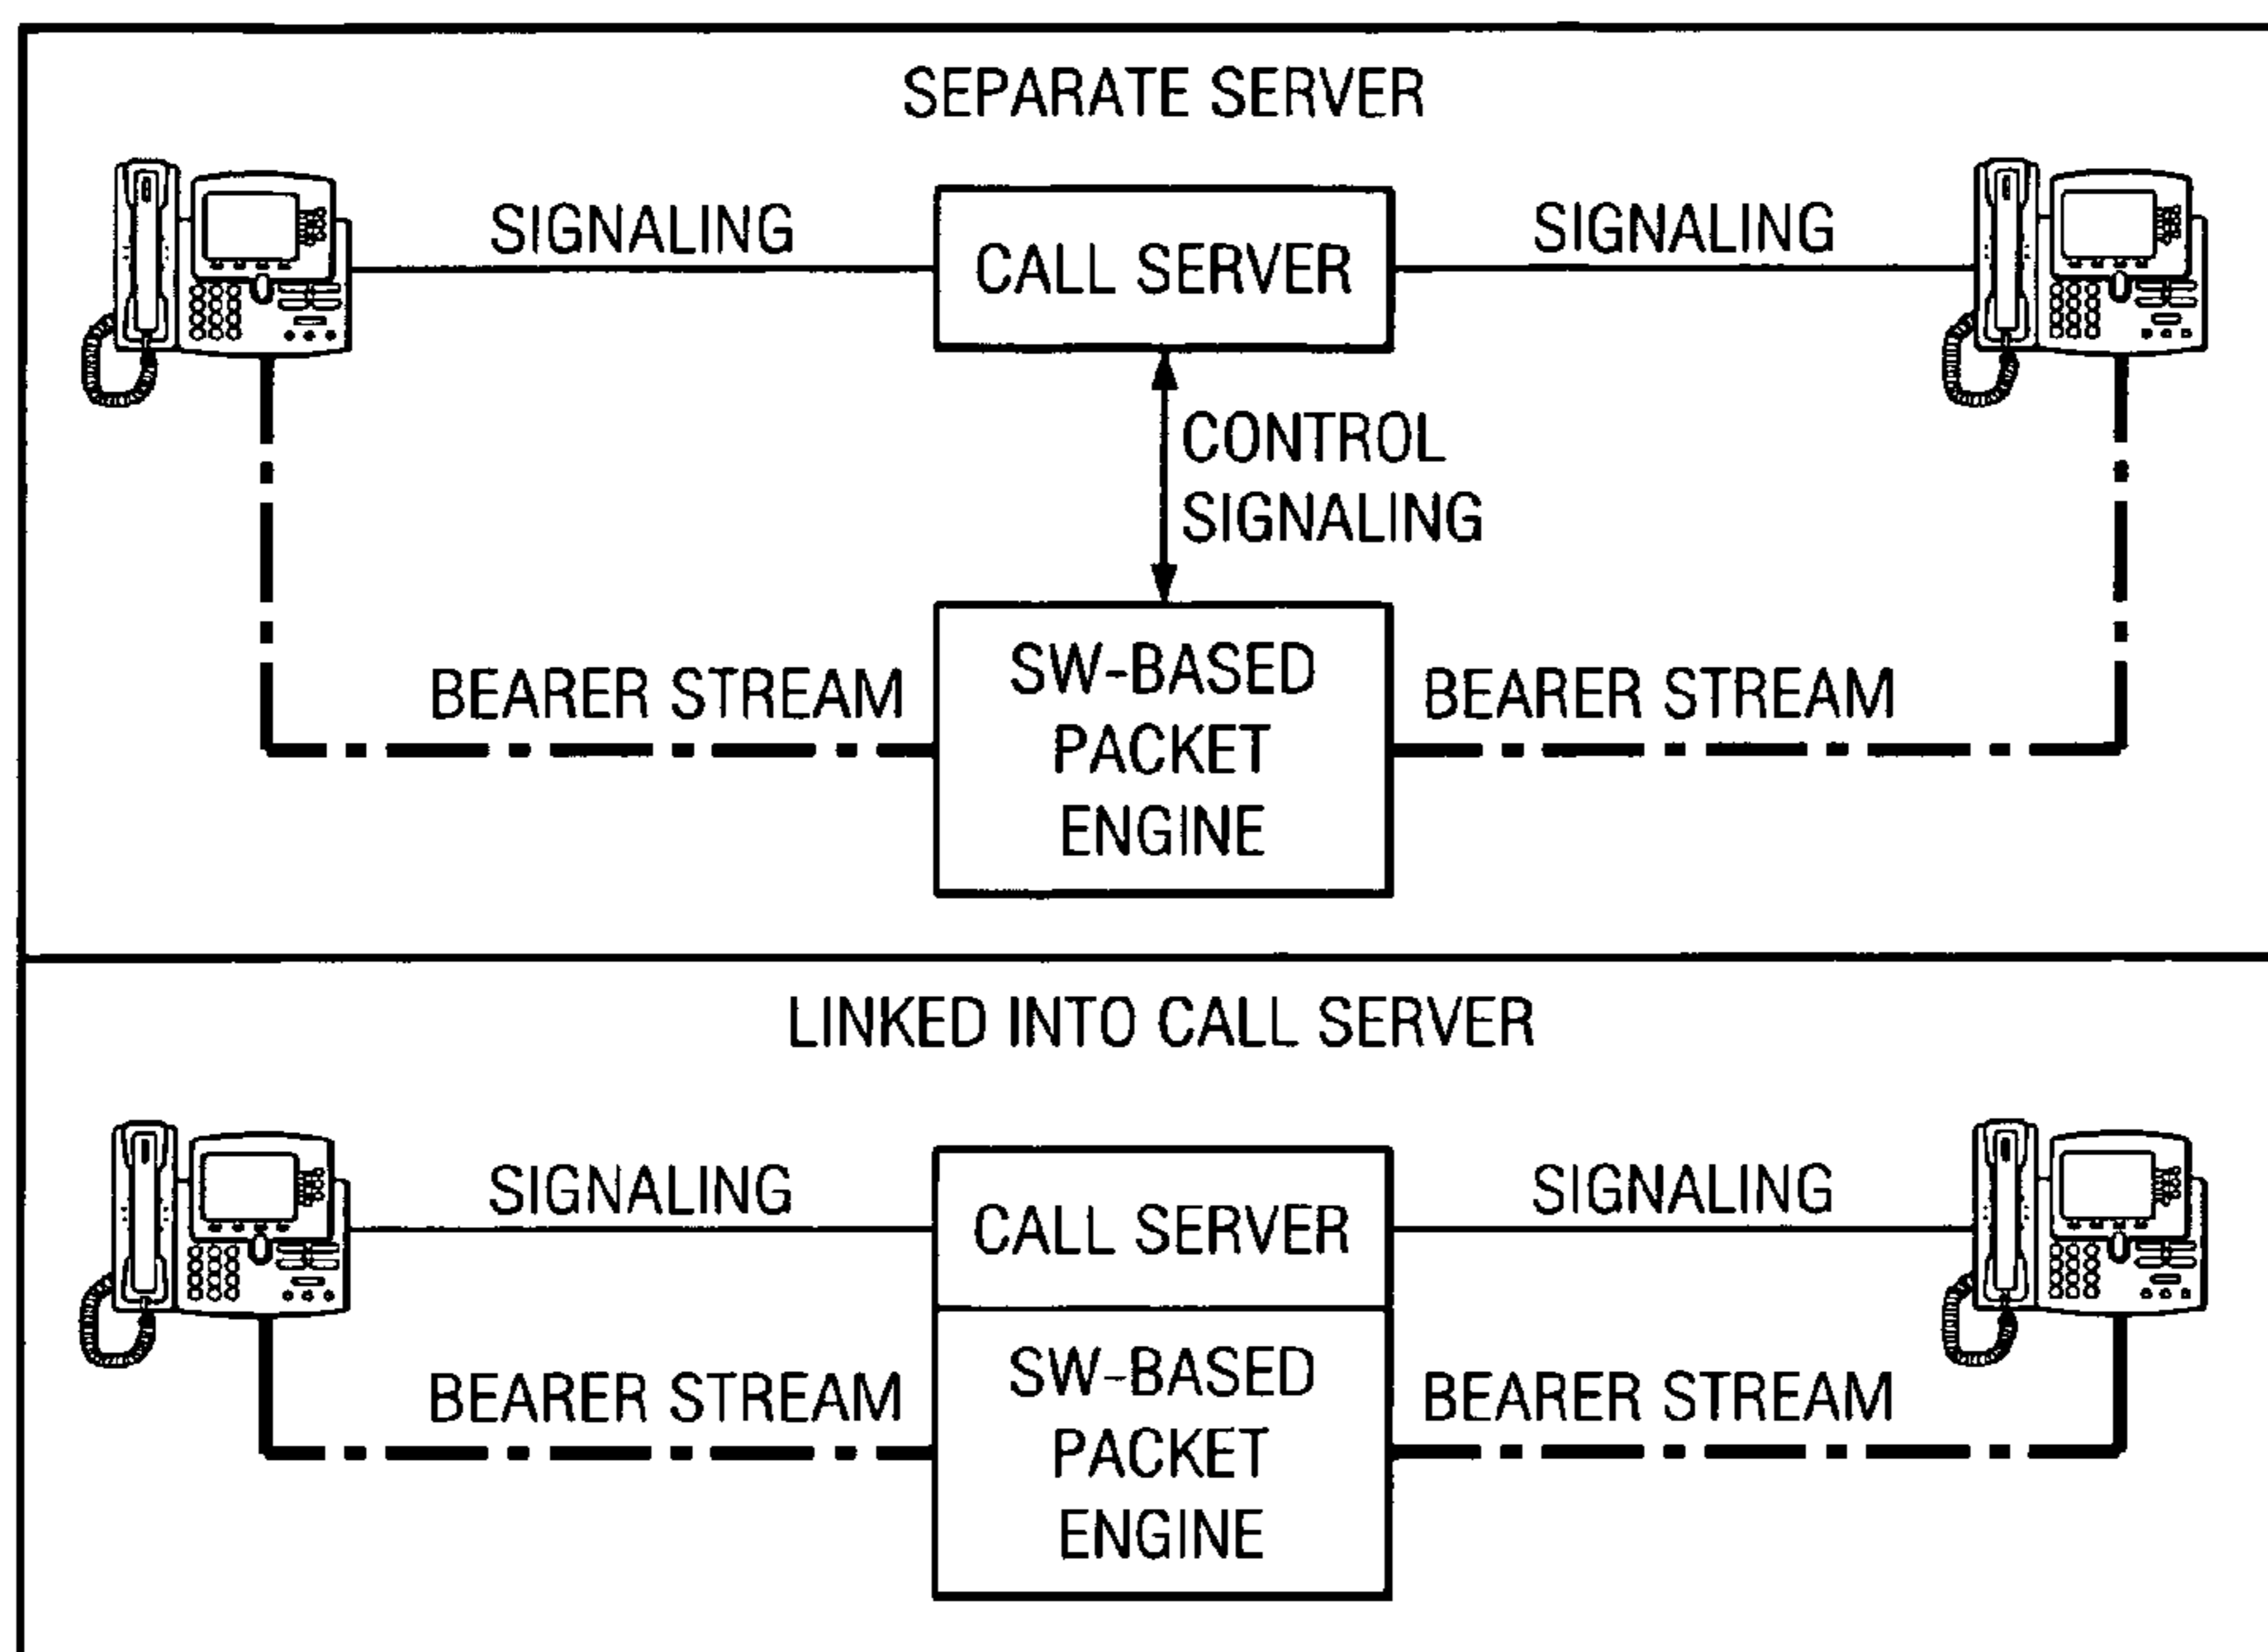 SEPARATE SERVER
SIGNALING
CALL SERVER
SIGNALING
CONTROL
SIGNALING
BEARER STREAM
SW-BASED
PACKET
ENGINE
BEARER STREAM
LINKED INTO CALL SERVER
SIGNALING
CALL SERVER
SIGNALING
BEARER STREAM
SW-BASED
PACKET
ENGINE
BEARER STREAM